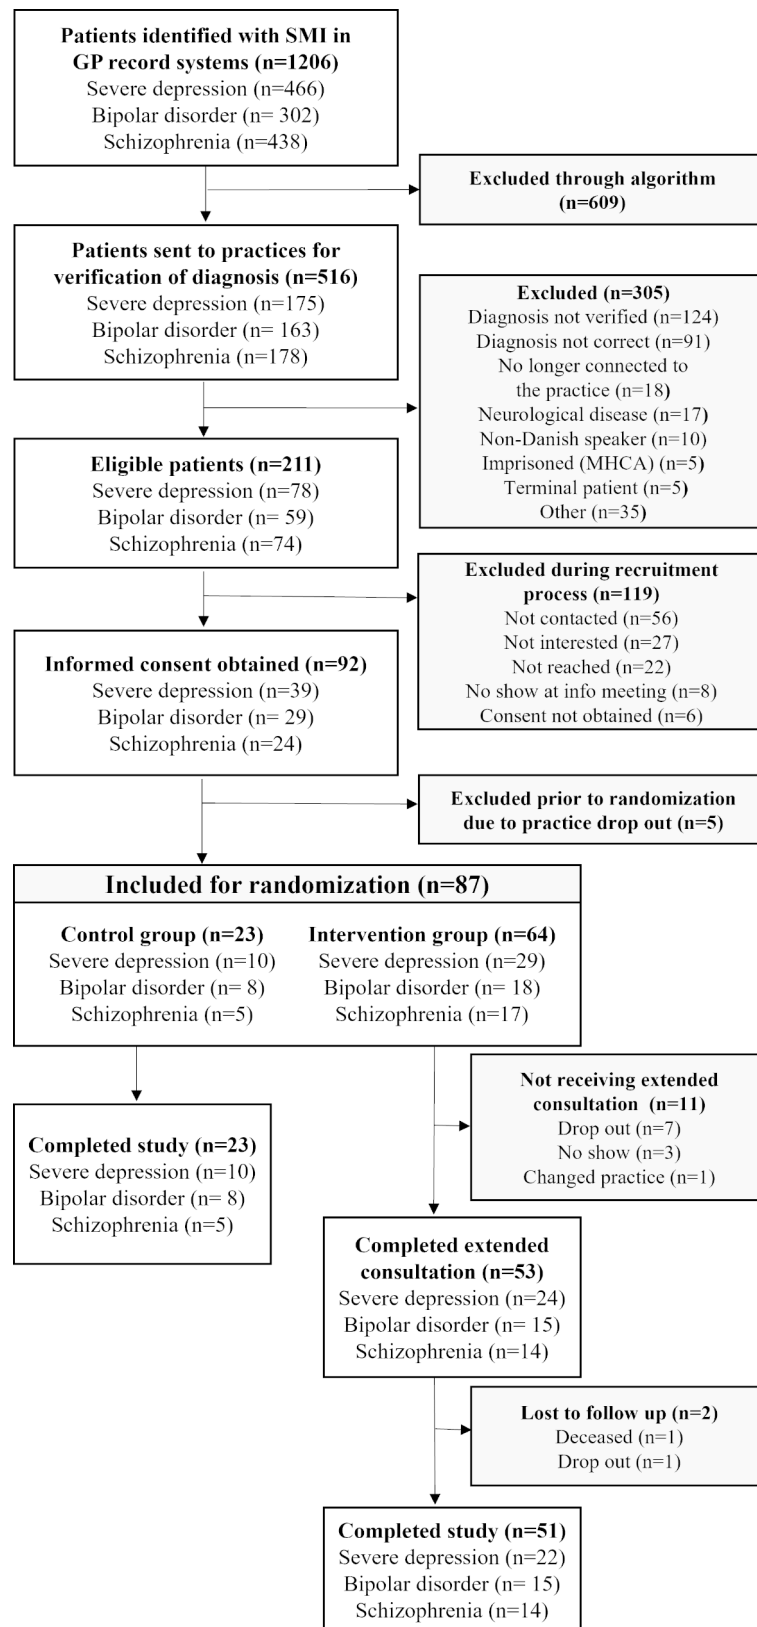 Patients identified with SMI in
GP record systems (n=1206)
Severe depression (n=466)
Bipolar disorder (n= 302)
Schizophrenia (n=438)
Excluded through algorithm
(n=609)
Patients sent to practices for
verification of diagnosis (n=516)
Severe depression (n=175)
Bipolar disorder (n= 163)
Schizophrenia (n=178)
Excluded (n=305)
Diagnosis not verified (n=124)
Diagnosis not correct (n=91)
No longer connected to
the practice (n=18)
Neurological disease (n=17)
Non-Danish speaker (n=10)
Imprisoned (MHCA) (n=5)
Terminal patient (n=5)
Other (n=35)
Eligible patients (n=211)
Severe depression (n=78)
Bipolar disorder (n= 59)
Schizophrenia (n=74)
Excluded during recruitment
process (n=119)
Not contacted (n=56)
Not interested (n=27)
Not reached (n=22)
No show at info meeting (n=8)
Consent not obtained (n=6)
Informed consent obtained (n=92)
Severe depression (n=39)
Bipolar disorder (n= 29)
Schizophrenia (n=24)
Excluded prior to randomization
due to practice drop out (n=5)
Included for randomization (n=87)
Control group (n=23)
Severe depression (n=10)
Bipolar disorder (n= 8)
Schizophrenia (n=5)
Intervention group (n=64)
Severe depression (n=29)
Bipolar disorder (n= 18)
Schizophrenia (n=17)
Not receiving extended
consultation (n=11)
Drop out (n=7)
No show (n=3)
Changed practice (n=1)
Completed study (n=23)
Severe depression (n=10)
Bipolar disorder (n= 8)
Schizophrenia (n=5)
Completed extended
consultation (n=53)
Severe depression (n=24)
Bipolar disorder (n= 15)
Schizophrenia (n=14)
Lost to follow up (n=2)
Deceased (n=1)
Drop out (n=1)
Completed study (n=51)
Severe depression (n=22)
Bipolar disorder (n= 15)
Schizophrenia (n=14)